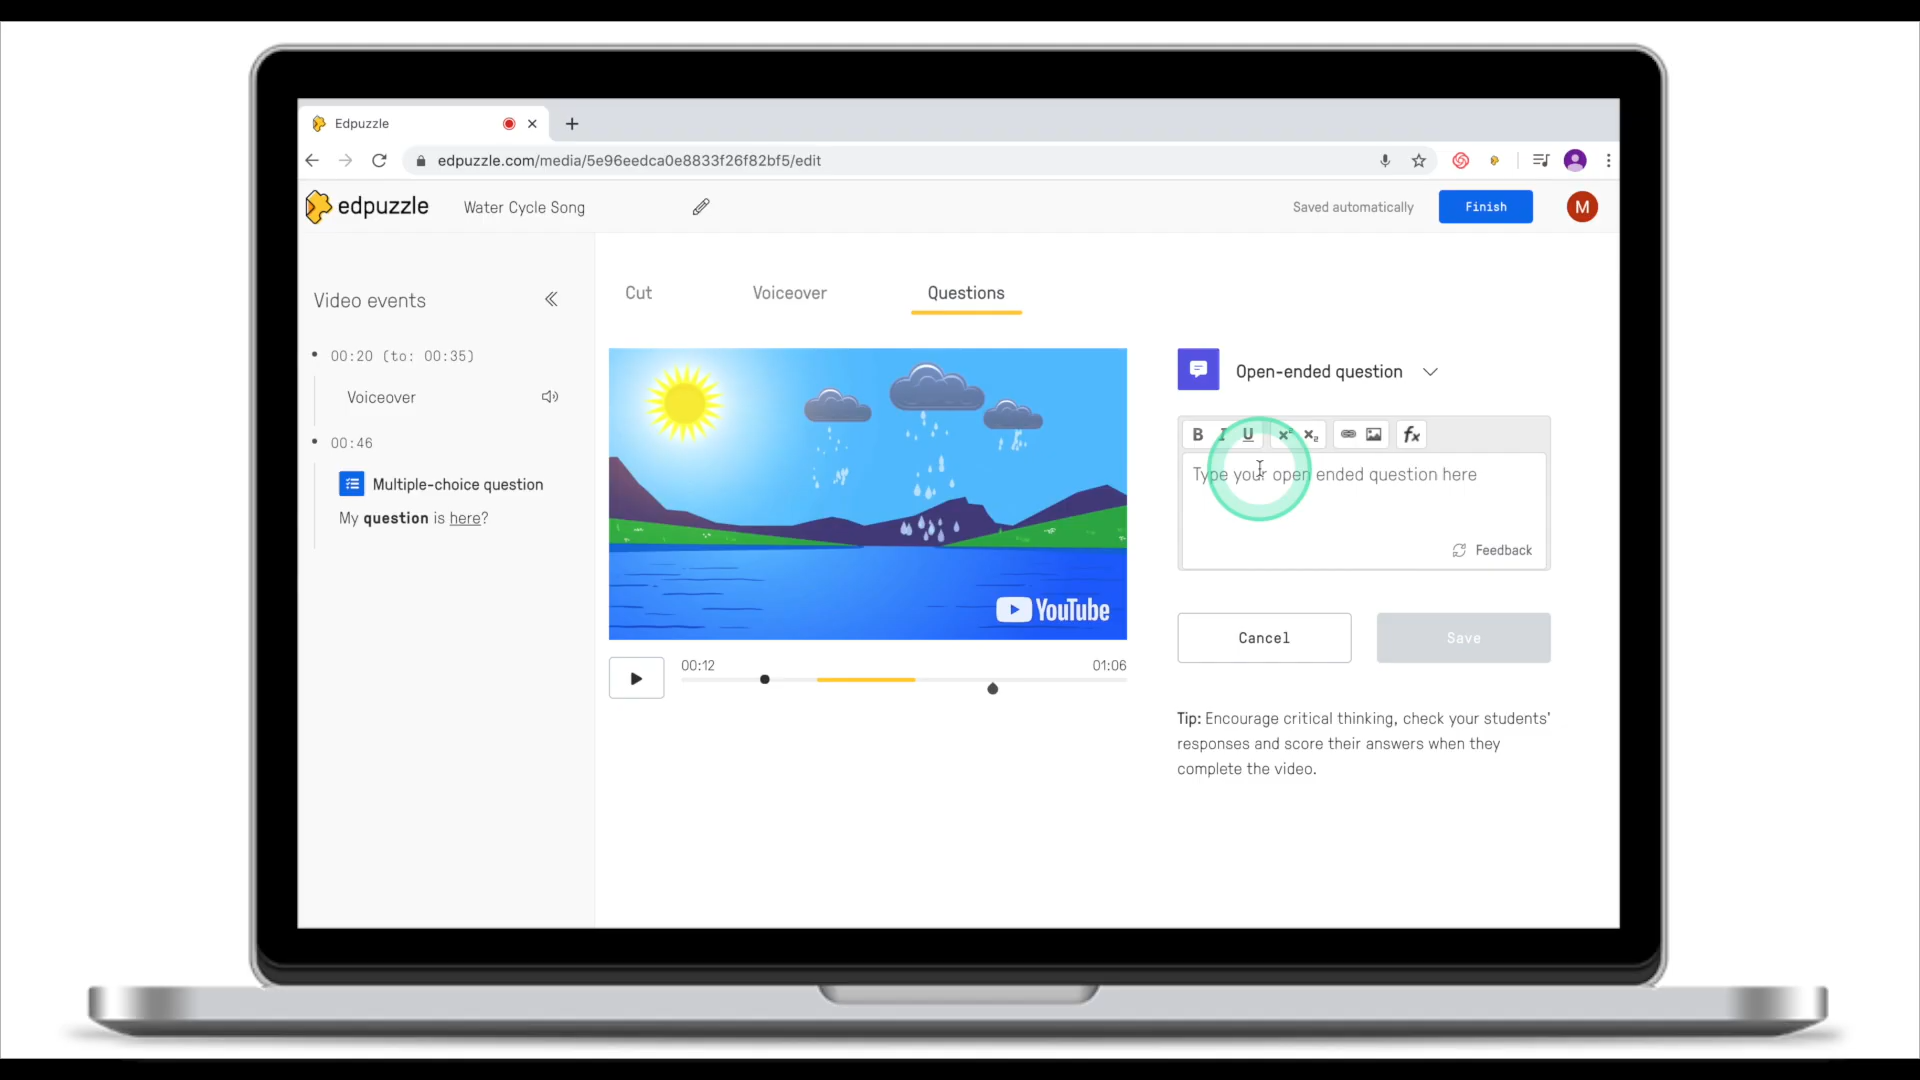 Edpuzzle
edpuzzle.com/media/5e96eedca0e8833f26f82bf5/edit
edpuzzle
Water Cycle Song
Saved automatically
Finish
M
Video events
Cut
Voiceover
Questions
00:20 (to: 00:35)
Voiceover
00:46
Multiple-choice question
My question is here?
YouTube
00:12
01:06
Open-ended question
B I U x² x₂ fx
Type your open ended question here
Feedback
Cancel
Save
Tip: Encourage critical thinking, check your students'
responses and score their answers when they
complete the video.